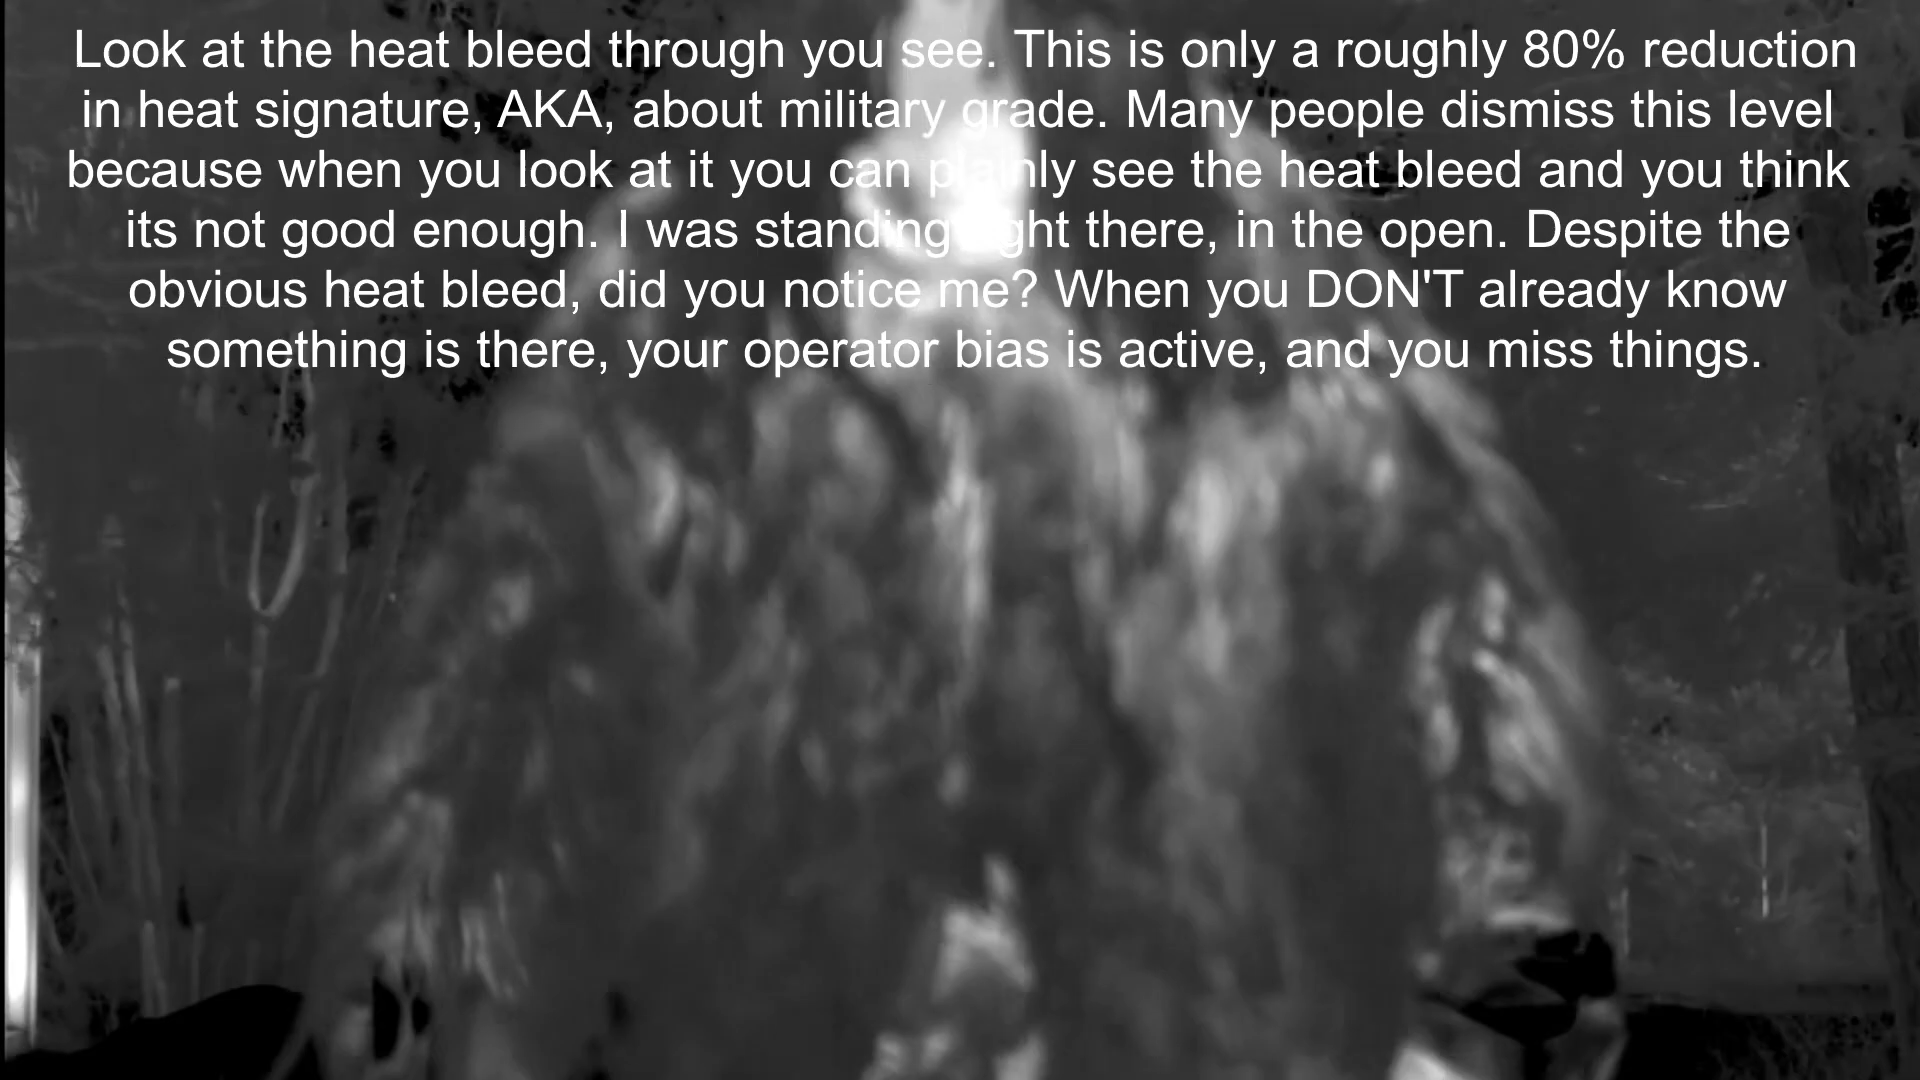 Look at the heat bleed through you see. This is only a roughly 80% reduction
in heat signature, AKA, about military grade. Many people dismiss this level
because when you look at it you can plainly see the heat bleed and you think
its not good enough. I was standing right there, in the open. Despite the
obvious heat bleed, did you notice me? When you DON'T already know
something is there, your operator bias is active, and you miss things.